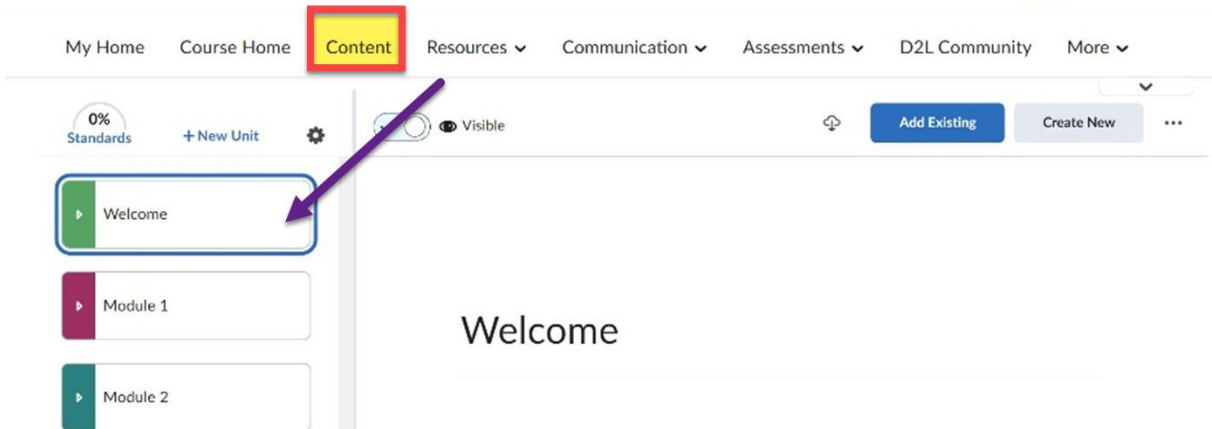 My Home Course Home Content Resources Communication Assessments D2L Community More
0%
Standards
+ New Unit
Visible
Add Existing
Create New
Welcome
Module 1
Module 2
Welcome